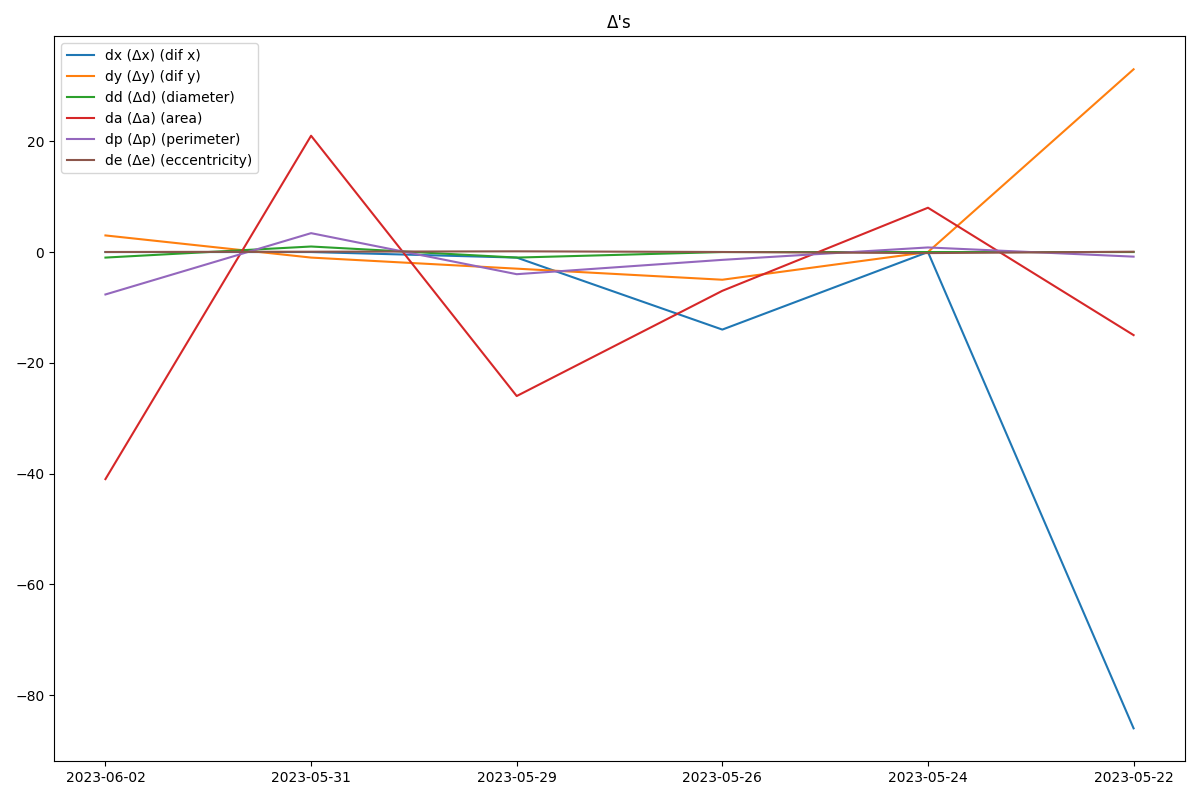 Δ's
dx (Δx) (dif x)
dy (Δy) (dif y)
dd (Δd) (diameter)
da (Δa) (area)
dp (Δp) (perimeter)
de (Δe) (eccentricity)
20
0
−20
−40
−60
−80
2023-06-02 2023-05-31 2023-05-29 2023-05-26 2023-05-24 2023-05-22